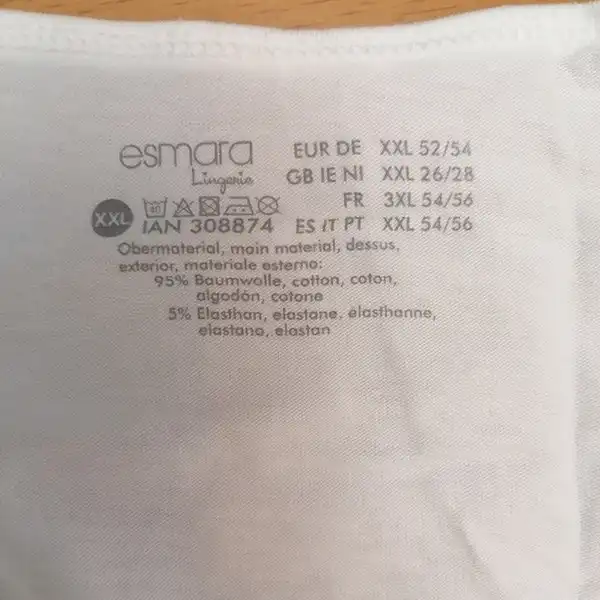 esmara
Lingerie
EUR DE XXL 52/54
GB IE NI XXL 26/28
FR 3XL 54/56
ES IT PT XXL 54/56
XXL
40
IAN 308874
Obermaterial, main material, dessus,
exterior, materiale esterno:
95% Baumwolle, cotton, coton,
algodón, cotone
5% Elasthan, elastane, élasthanne,
elastano, elastan